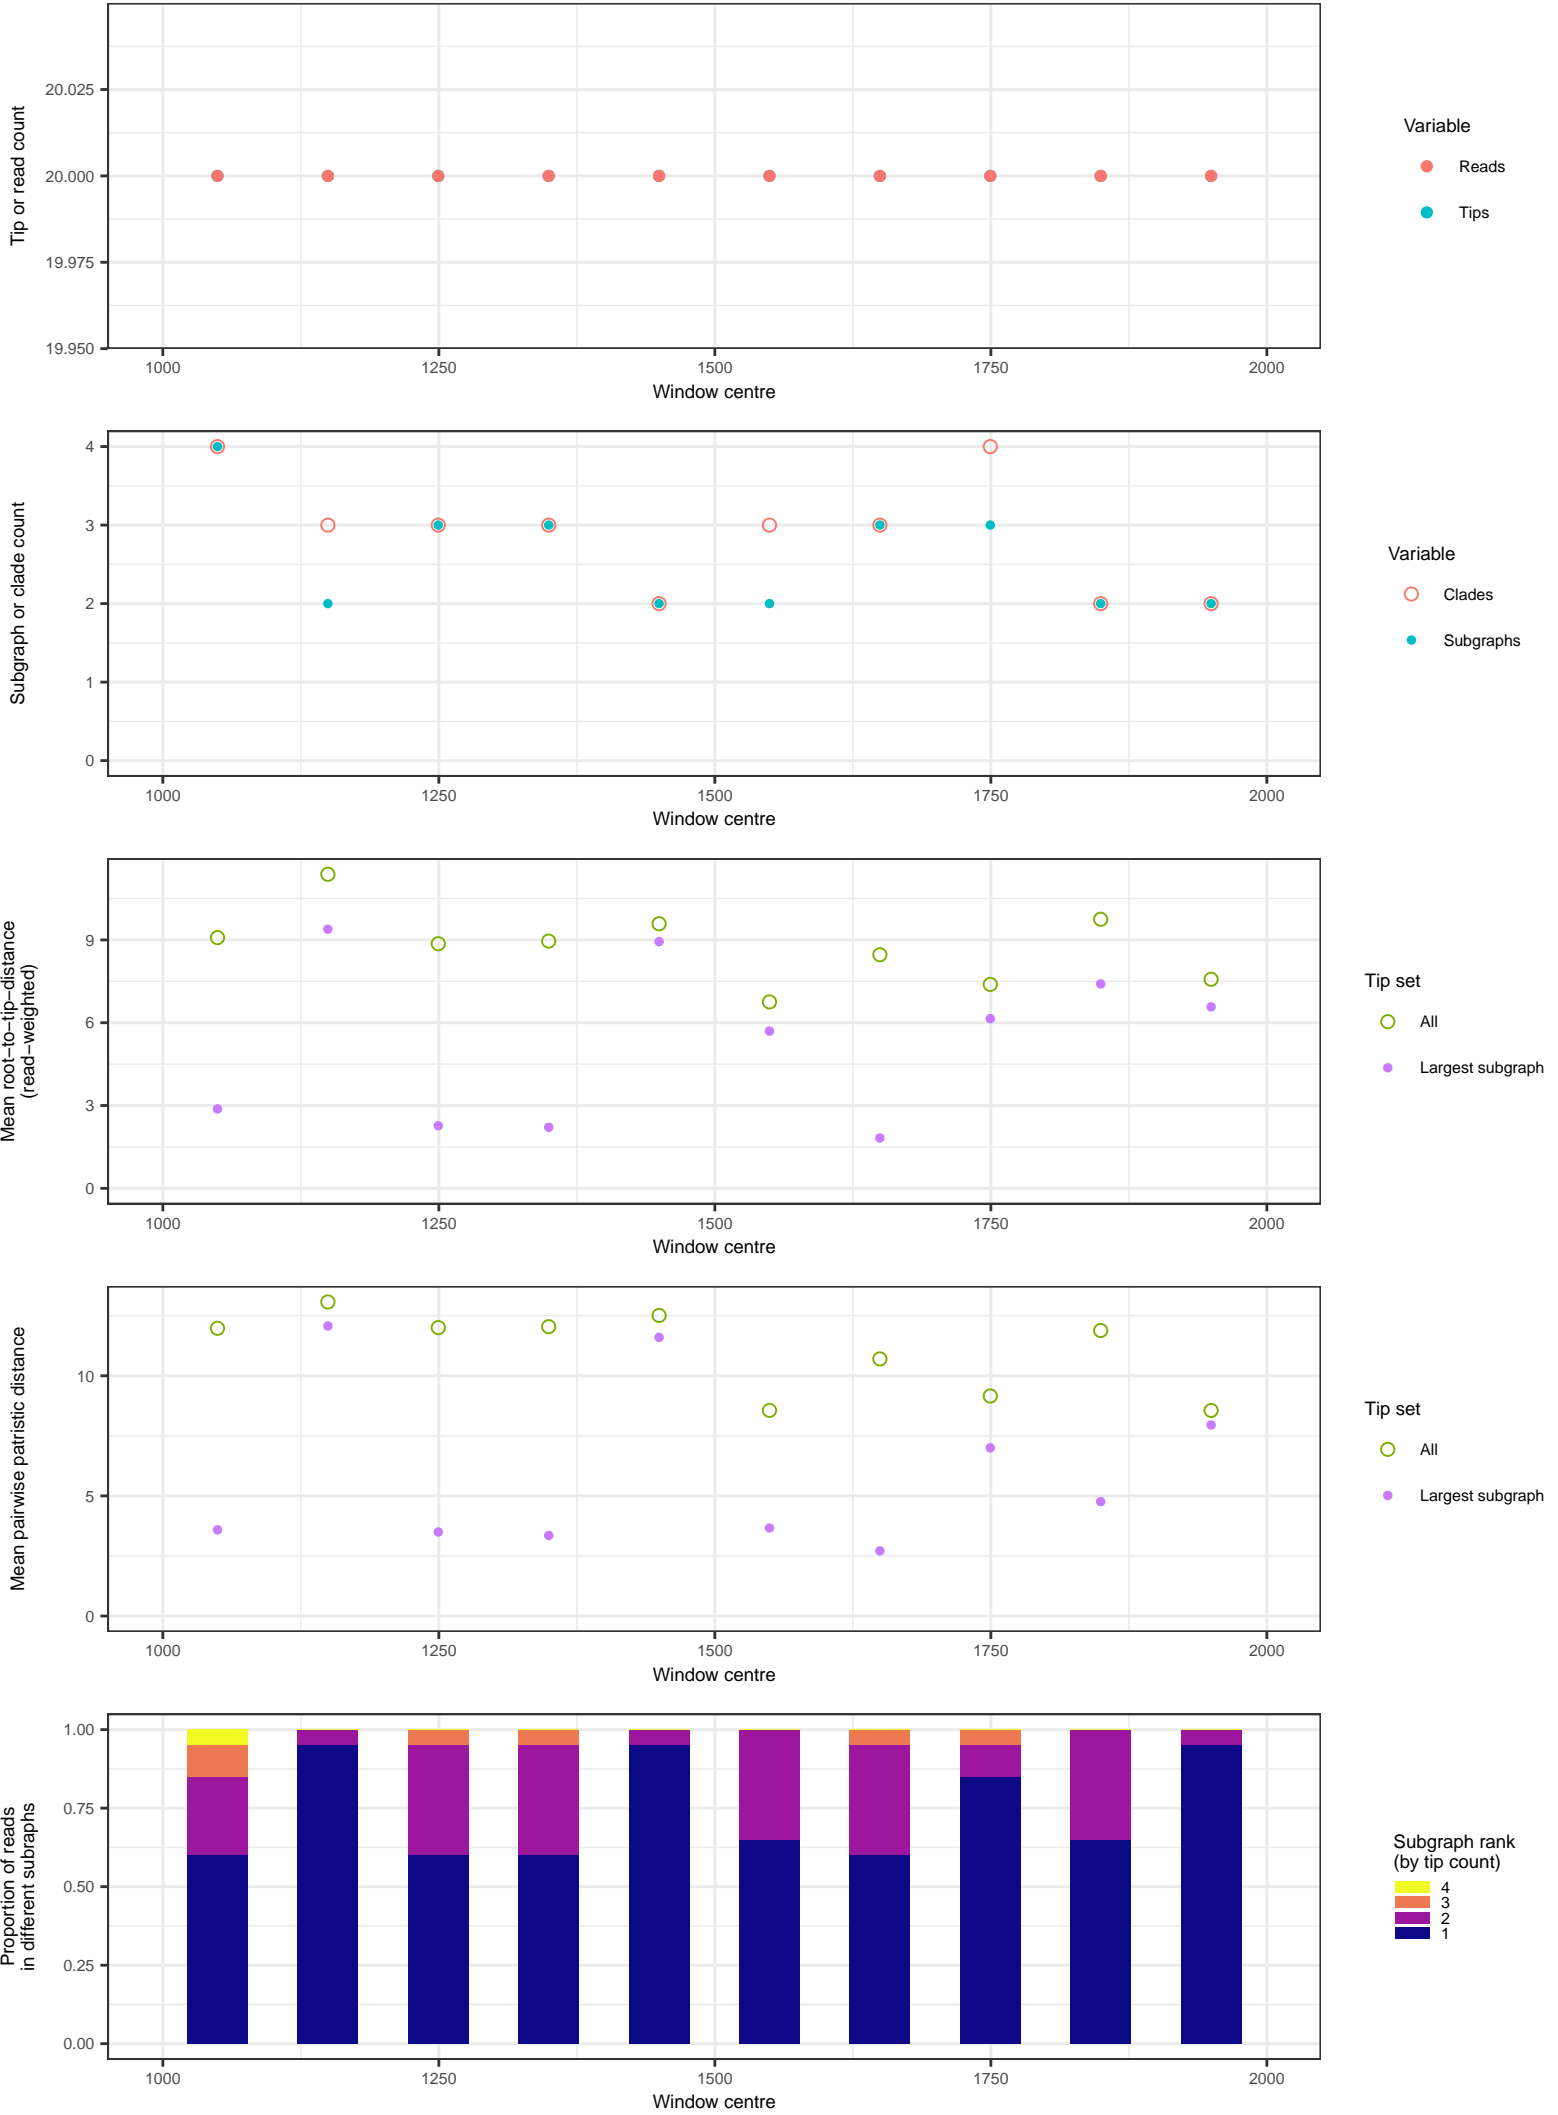 Tip or read count
20.025
20.000
19.975
19.950
1000 1250 1500 1750 2000
Window centre
Variable
Reads
Tips
Subgraph or clade count
4
3
2
1
0
1000 1250 1500 1750 2000
Window centre
Variable
Clades
Subgraphs
Mean root−to−tip−distance
(read−weighted)
9
6
3
0
1000 1250 1500 1750 2000
Window centre
Tip set
All
Largest subgraph
Mean pairwise patristic distance
10
5
0
1000 1250 1500 1750 2000
Window centre
Tip set
All
Largest subgraph
Proportion of reads
in different subraphs
1.00
0.75
0.50
0.25
0.00
1000 1250 1500 1750 2000
Window centre
Subgraph rank
(by tip count)
4
3
2
1